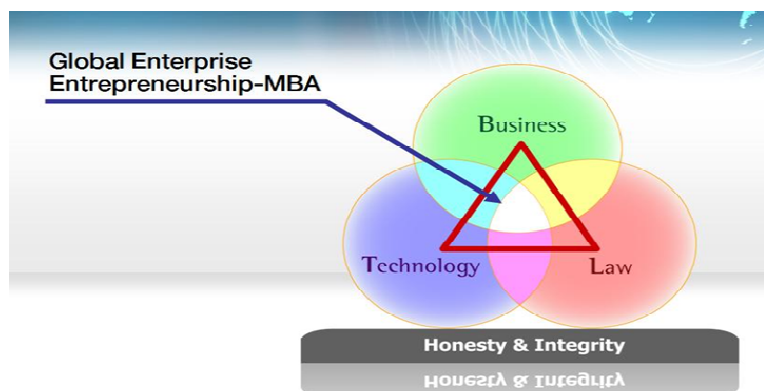 Global Enterprise
Entrepreneurship-MBA
Business
Technology
Law
Honesty & Integrity